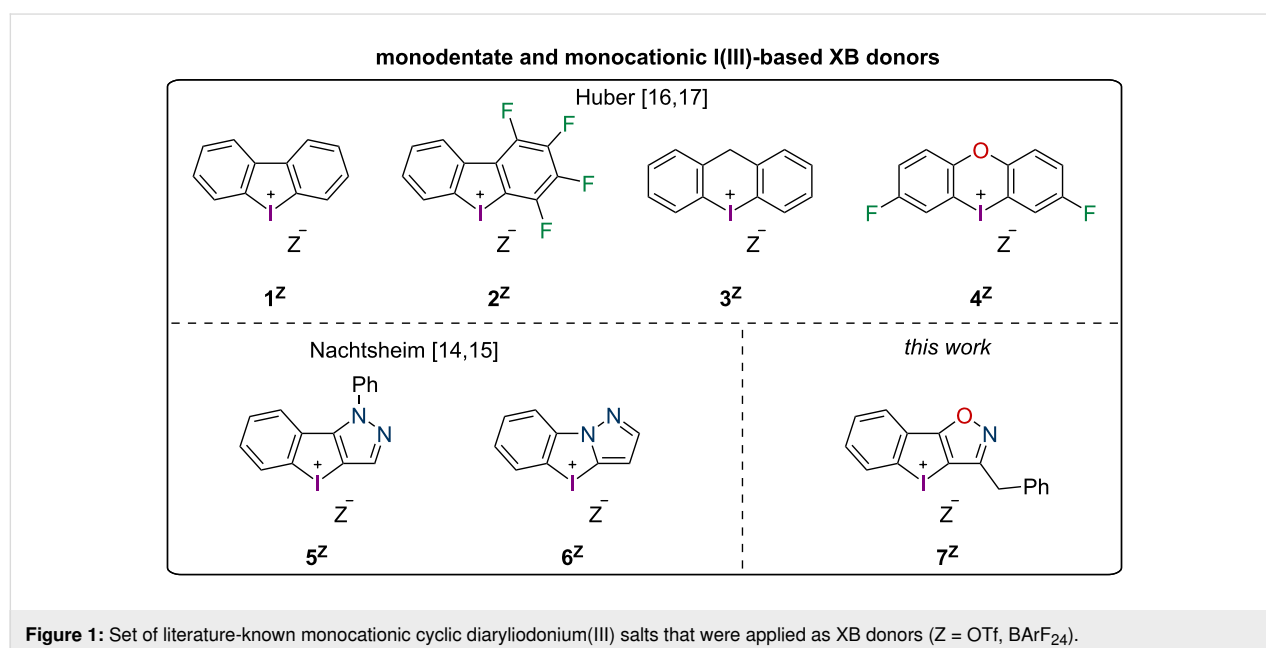 monodentate and monocationic I(III)-based XB donors
Huber [16,17]
F
F
F
F
I
+
Z⁻
1ᶻ
I
+
Z⁻
2ᶻ
I
+
Z⁻
3ᶻ
O
F
F
I
+
Z⁻
4ᶻ
Nachtsheim [14,15]
Ph
N
N
I
+
Z⁻
5ᶻ
N
N
I
+
Z⁻
6ᶻ
this work
O
N
I
+
Ph
Z⁻
7ᶻ
Figure 1: Set of literature-known monocationic cyclic diaryliodonium(III) salts that were applied as XB donors (Z = OTf, BArF₂₄).